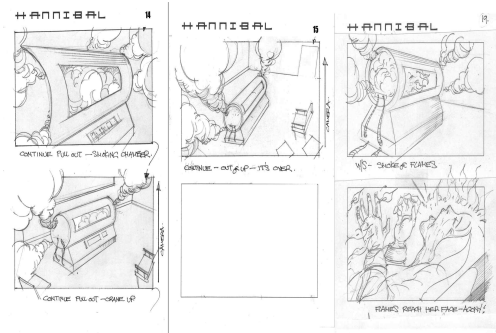 HANNIBAL 14
CONTINUE PULL OUT — SMOKING CHAMBER
CAMERA
CONTINUE PULL OUT — CRANE UP
HANNIBAL 15
CAMERA
CONTINUE — OUT & UP — IT'S OVER.
HANNIBAL 19.
W/S - SMOKE & FLAMES
FLAMES REACH HER FACE — AGONY!!